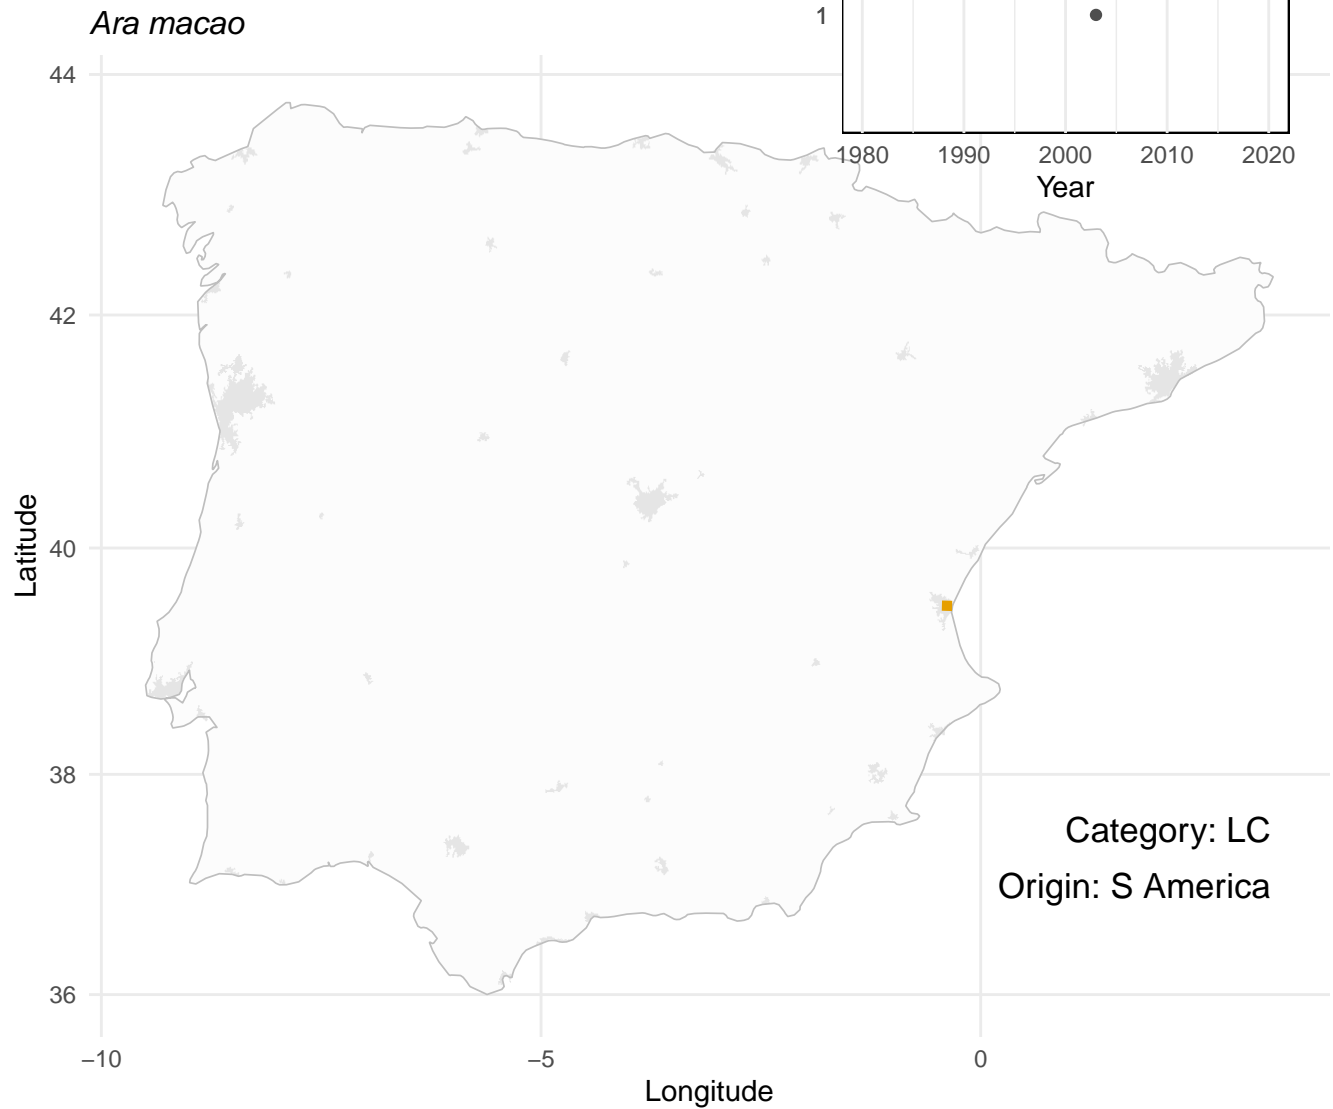 Ara macao
1
1980 1990 2000 2010 2020
Year
44
42
40
38
36
Latitude
Category: LC
Origin: S America
−10 −5 0
Longitude